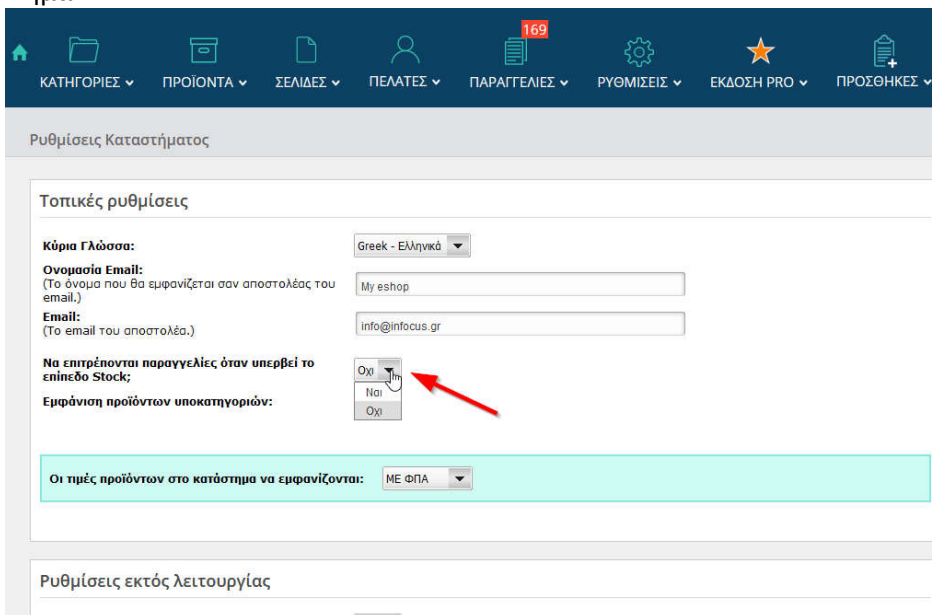 169
ΚΑΤΗΓΟΡΙΕΣ ΠΡΟΪΟΝΤΑ ΣΕΛΙΔΕΣ ΠΕΛΑΤΕΣ ΠΑΡΑΓΓΕΛΙΕΣ ΡΥΘΜΙΣΕΙΣ ΕΚΔΟΣΗ PRO ΠΡΟΣΘΗΚΕΣ
Ρυθμίσεις Καταστήματος
Τοπικές ρυθμίσεις
Κύρια Γλώσσα: Greek - Ελληνικά
Ονομασία Email:
(Το όνομα που θα εμφανίζεται σαν αποστολέας του
email.)
My eshop
Email:
(Το email του αποστολέα.)
info@infocus.gr
Να επιτρέπονται παραγγελίες όταν υπερβεί το
επίπεδο Stock;
Οχι
Ναι
Οχι
Εμφάνιση προϊόντων υποκατηγοριών:
Οι τιμές προϊόντων στο κατάστημα να εμφανίζονται: ΜΕ ΦΠΑ
Ρυθμίσεις εκτός λειτουργίας